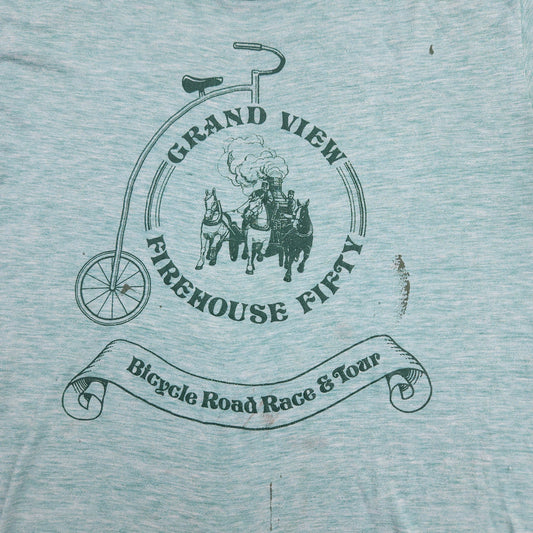 GRAND VIEW
FIREHOUSE FIFTY
Bicycle Road Race & Tour